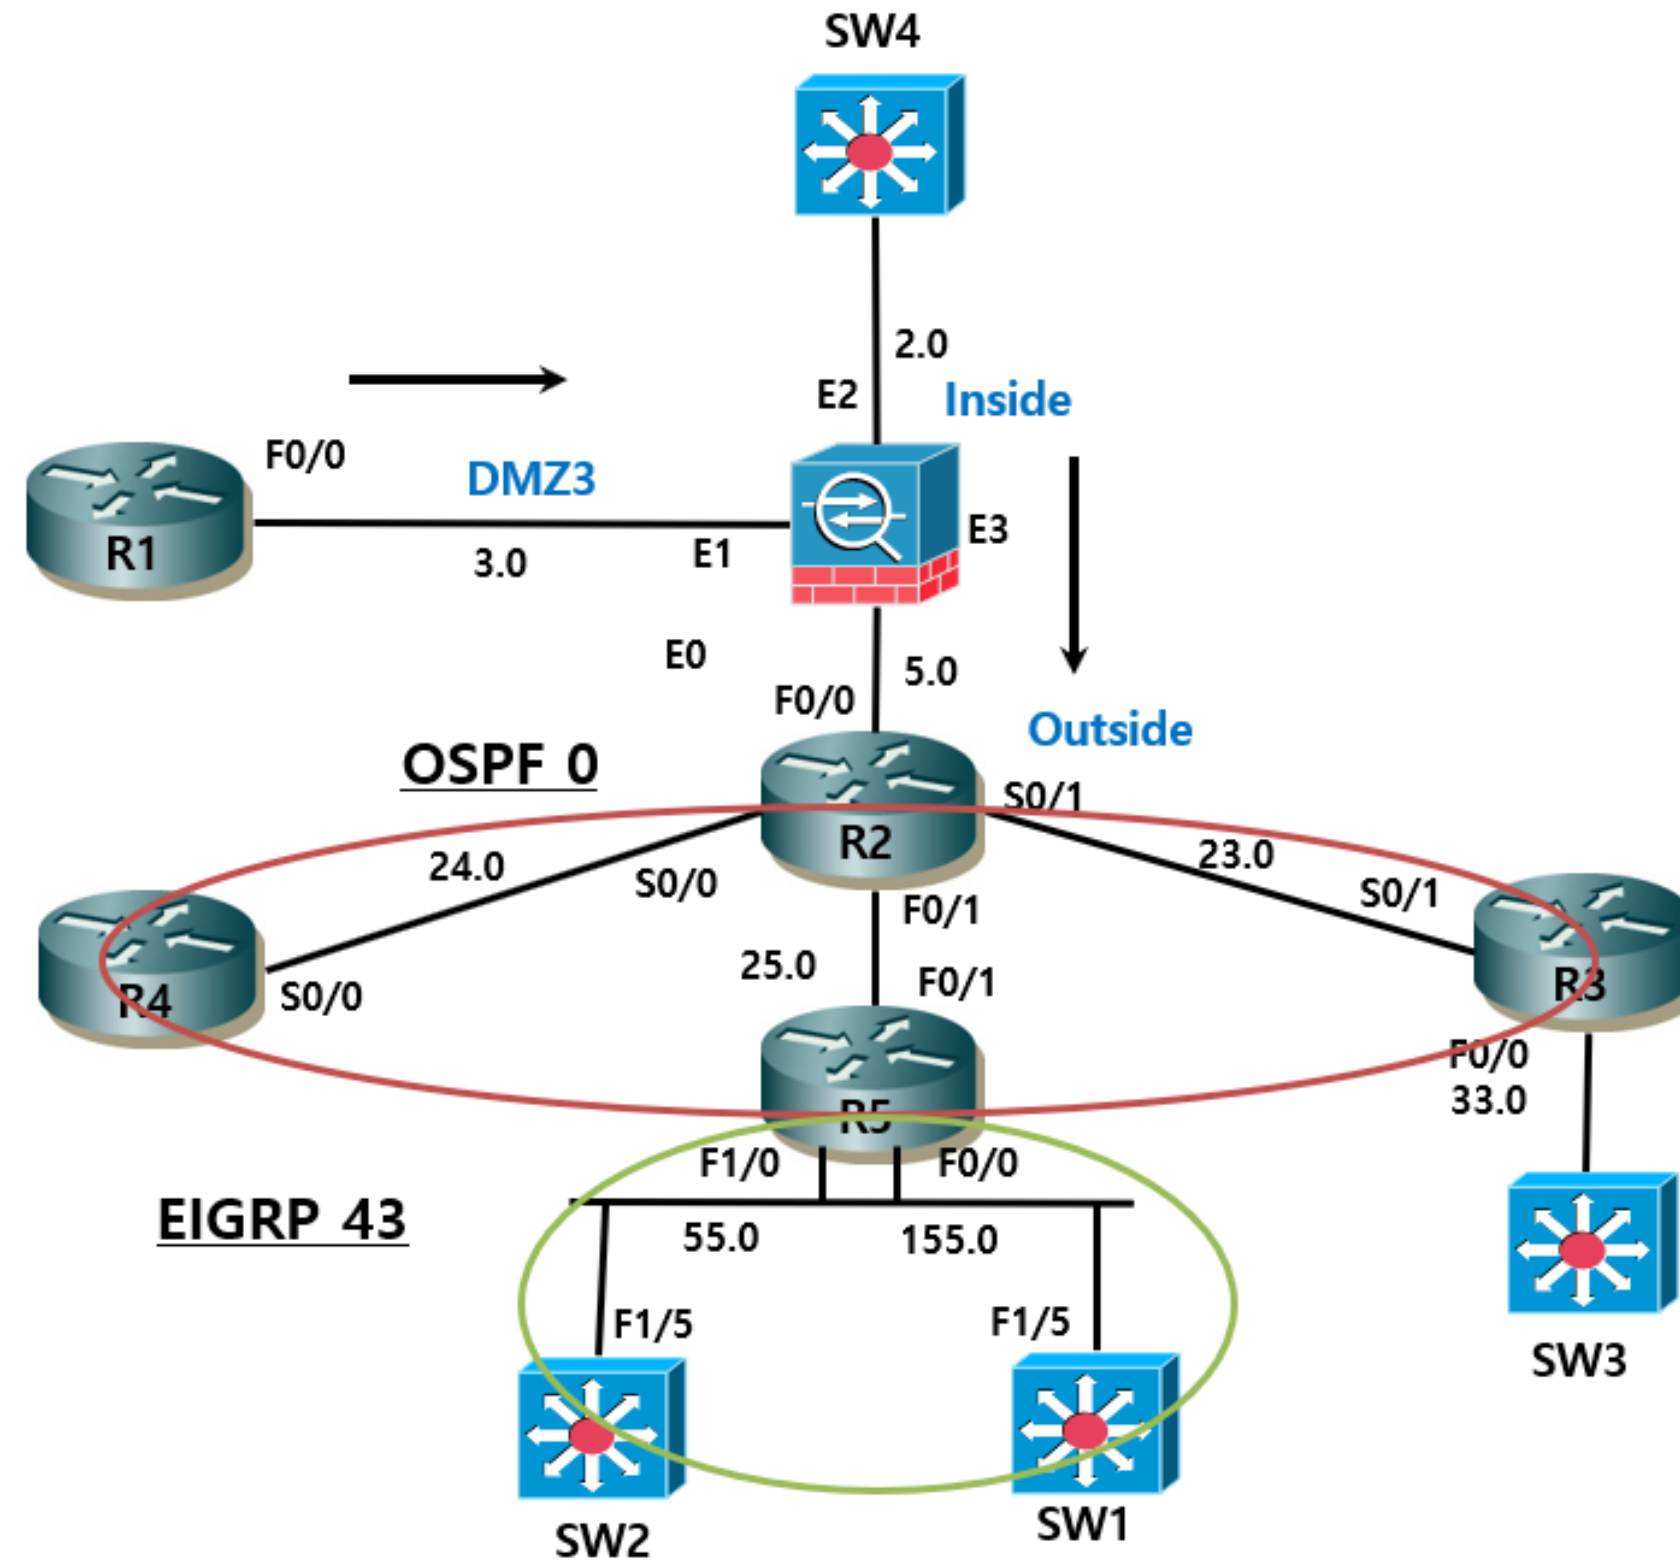 SW4
2.0
E2
Inside
F0/0
DMZ3
R1
3.0
E1
E3
E0
5.0
F0/0
Outside
OSPF 0
S0/1
R2
24.0
S0/0
23.0
S0/1
F0/1
25.0
F0/1
R4
S0/0
R3
F0/0
33.0
R5
F1/0
F0/0
EIGRP 43
55.0
155.0
F1/5
F1/5
SW3
SW2
SW1